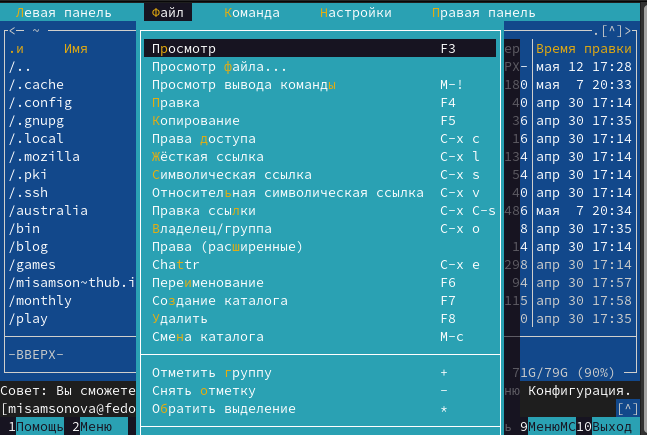 Левая панель Файл Команда Настройки Правая панель
<─ ~ .[^]>
.и Имя Просмотр F3 ер Время правки
/.. Просмотр файла... РХ- мая 12 17:28
/.cache Просмотр вывода команды M-! 180 мая 7 20:33
/.config Правка F4 40 апр 30 17:14
/.gnupg Копирование F5 36 апр 30 17:35
/.local Права доступа C-x c 16 апр 30 17:14
/.mozilla Жёсткая ссылка C-x l 134 апр 30 17:14
/.pki Символическая ссылка C-x s 54 апр 30 17:14
/.ssh Относительная символическая ссылка C-x v 40 апр 30 17:14
/australia Правка ссылки C-x C-s 486 мая 7 20:34
/bin Владелец/группа C-x o 8 апр 30 17:35
/blog Права (расширенные) 14 апр 30 17:14
/games Chattr C-x e 298 апр 30 17:14
/misamson~thub.i Переименование F6 94 апр 30 17:57
/monthly Создание каталога F7 115 апр 30 17:58
/play Удалить F8 0 апр 30 17:35
Смена каталога M-c
-ВВЕРХ-
Отметить группу + 71G/79G (90%)
Совет: Вы сможете Снять отметку - ню Конфигурация.
[misamsonova@fedo Обратить выделение * [^]
1Помощь 2Меню ь 9МенюMC10Выход